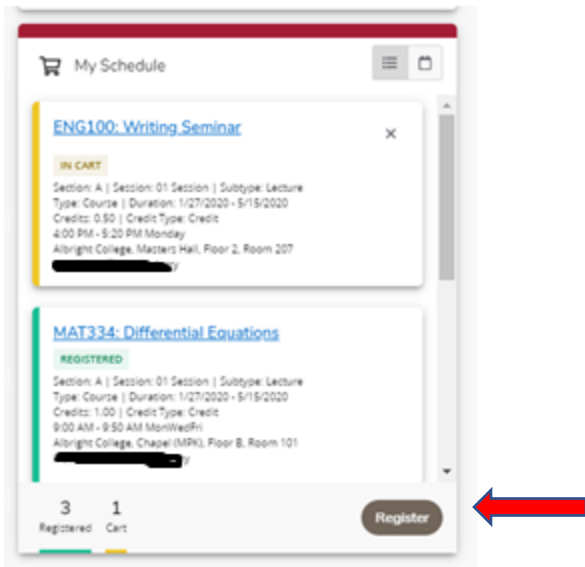 My Schedule
ENG100: Writing Seminar
IN CART
Section: A | Session: 01 Session | Subtype: Lecture
Type: Course | Duration: 1/27/2020 - 5/15/2020
Credits: 0.50 | Credit Type: Credit
4:00 PM - 5:20 PM Monday
Albright College, Masters Hall, Floor 2, Room 207
MAT334: Differential Equations
REGISTERED
Section: A | Session: 01 Session | Subtype: Lecture
Type: Course | Duration: 1/27/2020 - 5/15/2020
Credits: 1.00 | Credit Type: Credit
9:00 AM - 9:50 AM MonWedFri
Albright College, Chapel (MPK), Floor B, Room 101
3 1
Registered Cart
Register